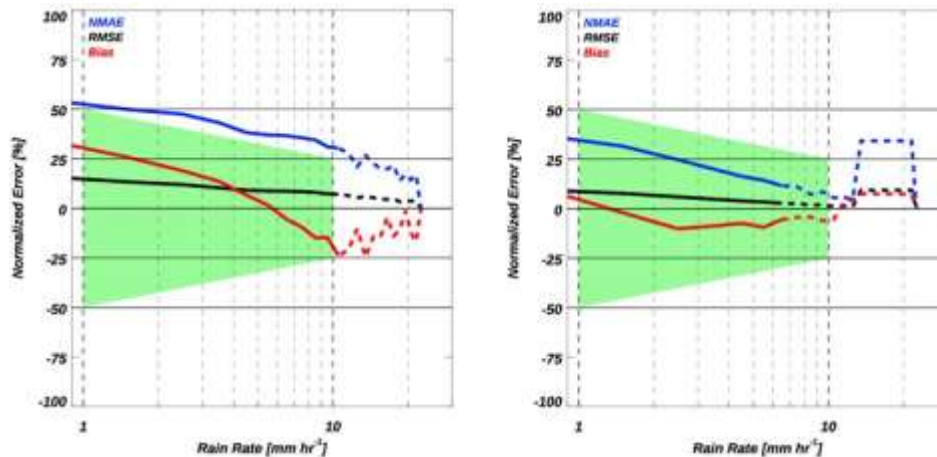 100
75
50
25
0
-25
-50
-75
-100
Normalized Error [%]
NMAE
RMSE
Bias
1
10
Rain Rate [mm hr⁻¹]
100
75
50
25
0
-25
-50
-75
-100
Normalized Error [%]
NMAE
RMSE
Bias
1
10
Rain Rate [mm hr⁻¹]